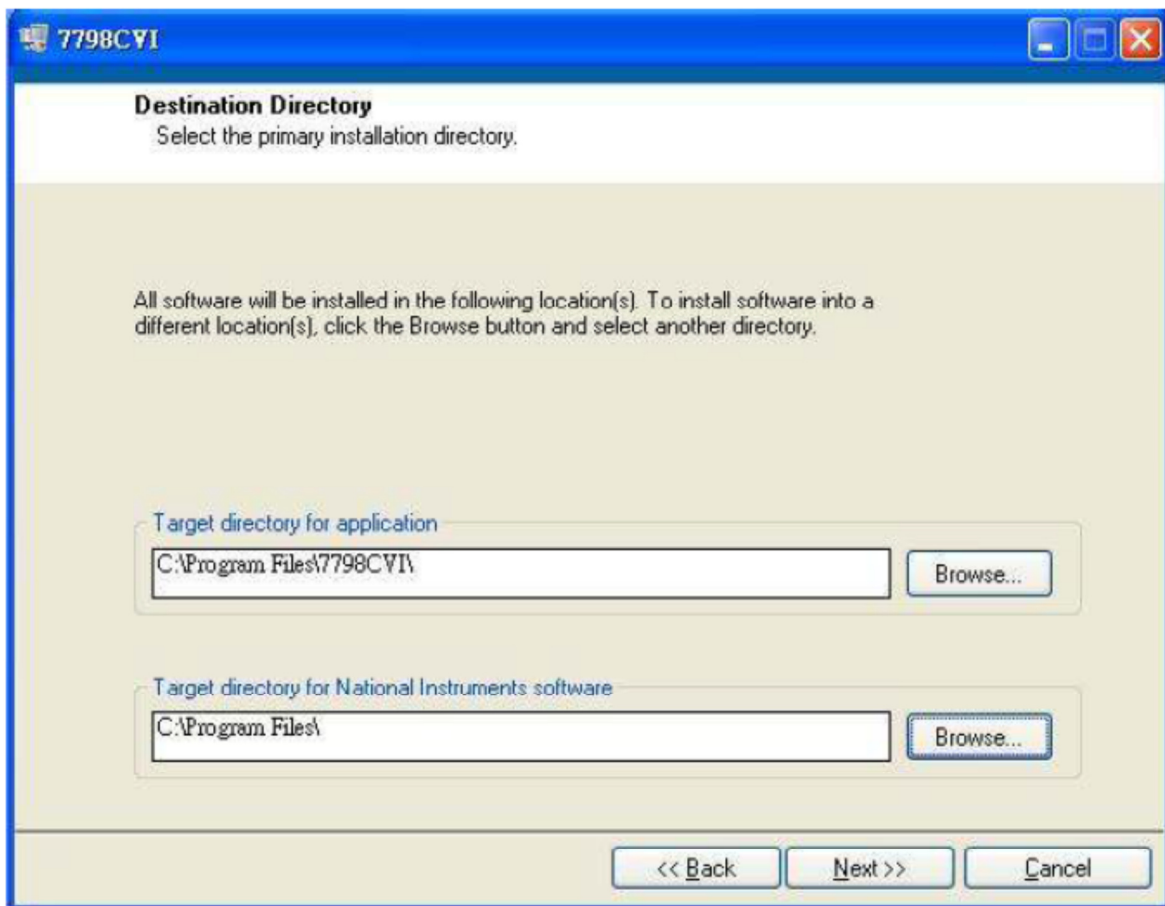 7798CVI
Destination Directory
Select the primary installation directory.
All software will be installed in the following location(s). To install software into a
different location(s), click the Browse button and select another directory.
Target directory for application
C:\Program Files\7798CVI\
Browse...
Target directory for National Instruments software
C:\Program Files\
Browse...
<< Back
Next >>
Cancel